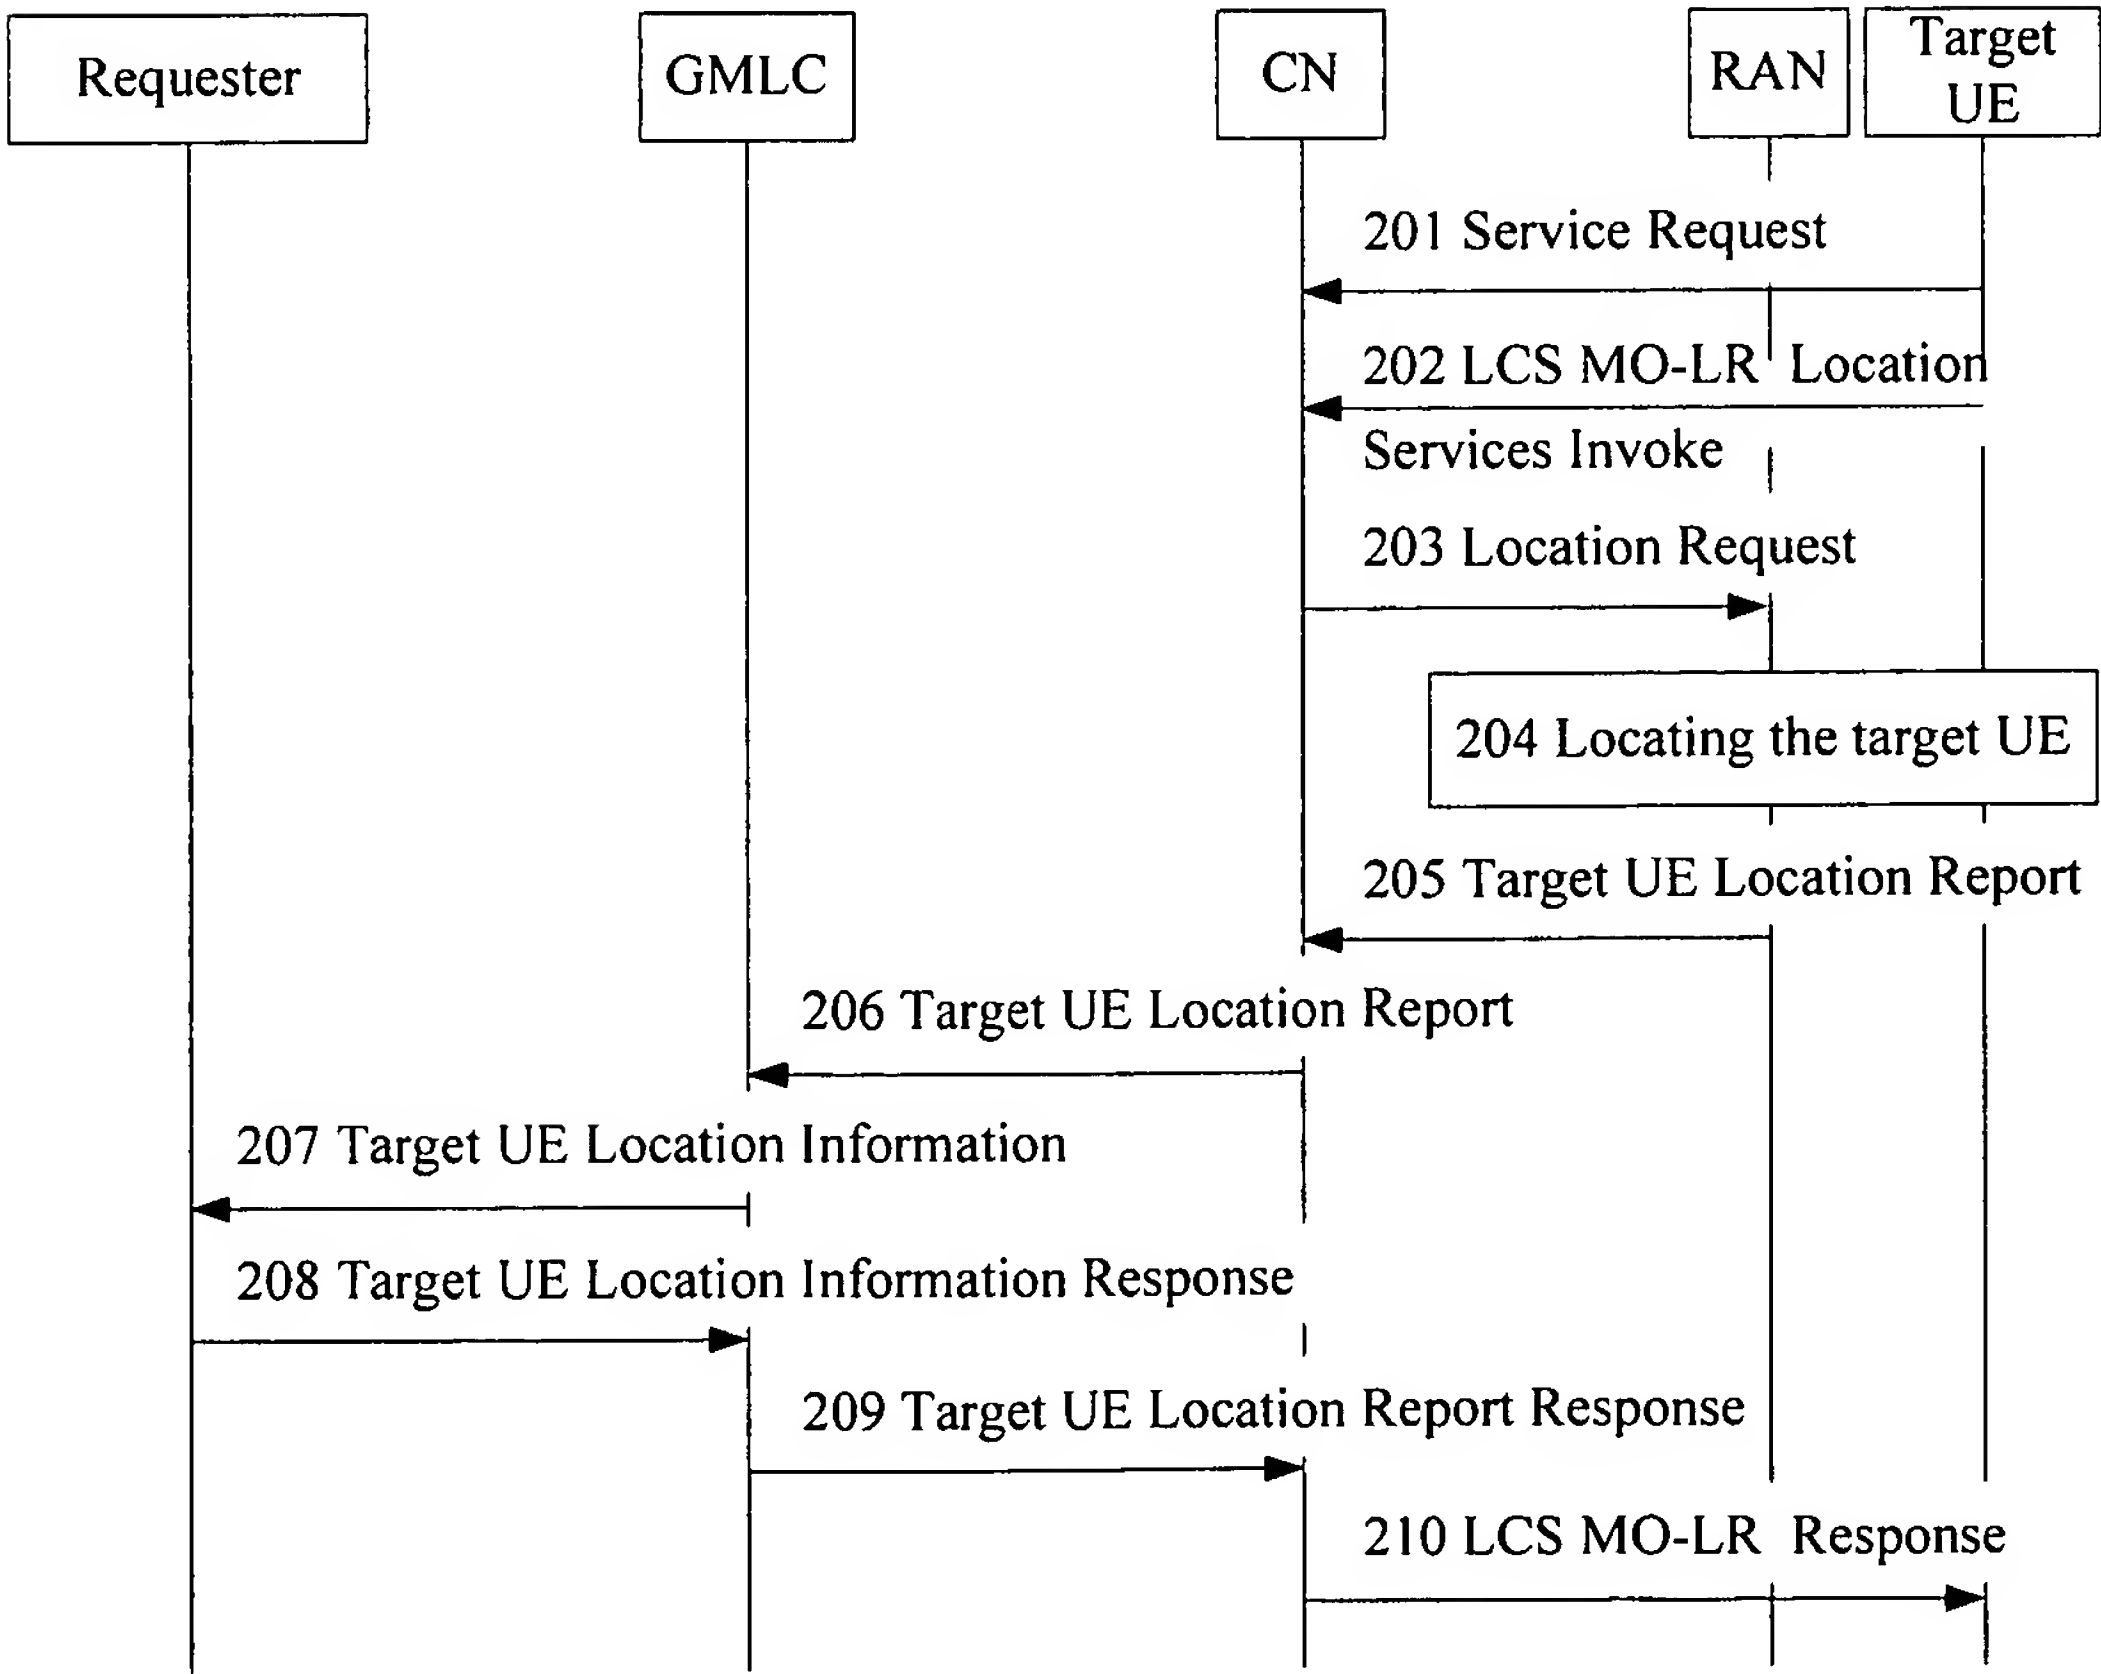 Requester
GMLC
CN
RAN
Target
UE
201 Service Request
202 LCS MO-LR Location
Services Invoke
203 Location Request
204 Locating the target UE
205 Target UE Location Report
206 Target UE Location Report
207 Target UE Location Information
208 Target UE Location Information Response
209 Target UE Location Report Response
210 LCS MO-LR Response